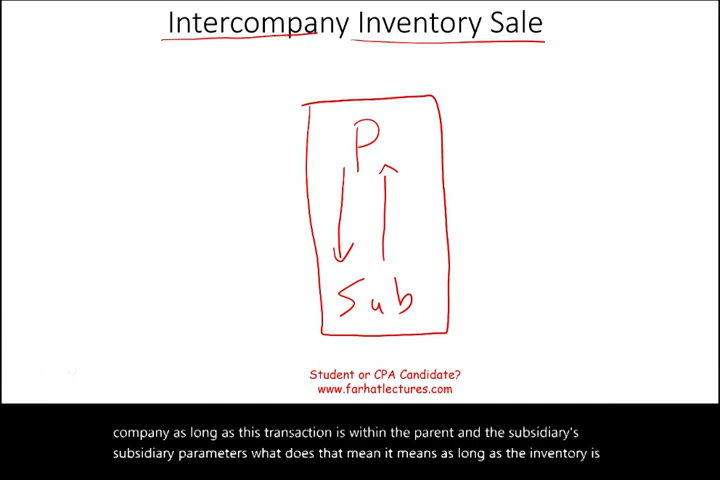 Intercompany Inventory Sale
P
Sub
Student or CPA Candidate?
www.farhatlectures.com
company as long as this transaction is within the parent and the subsidiary's
subsidiary parameters what does that mean it means as long as the inventory is